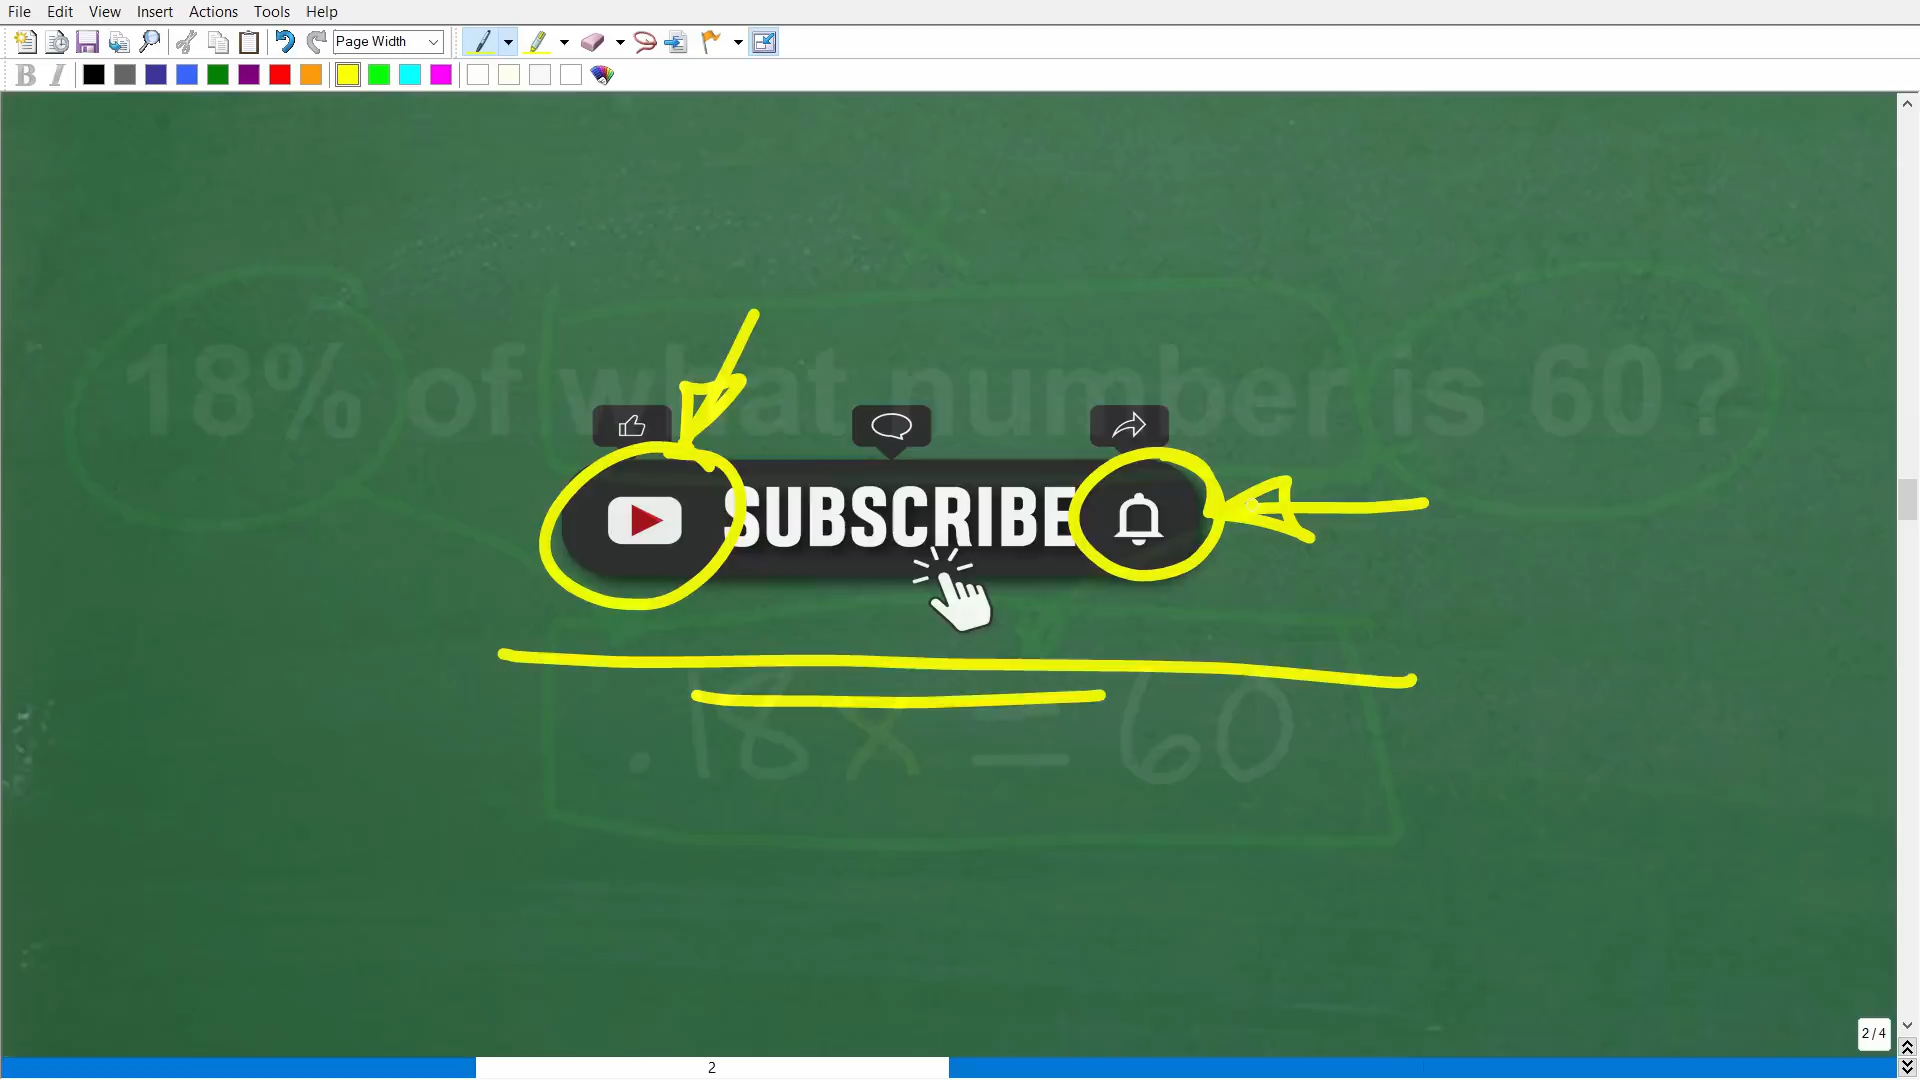 File Edit View Insert Actions Tools Help
Page Width
B I
18% of what number is 60?
SUBSCRIBE
.18x = 60
2 / 4
2